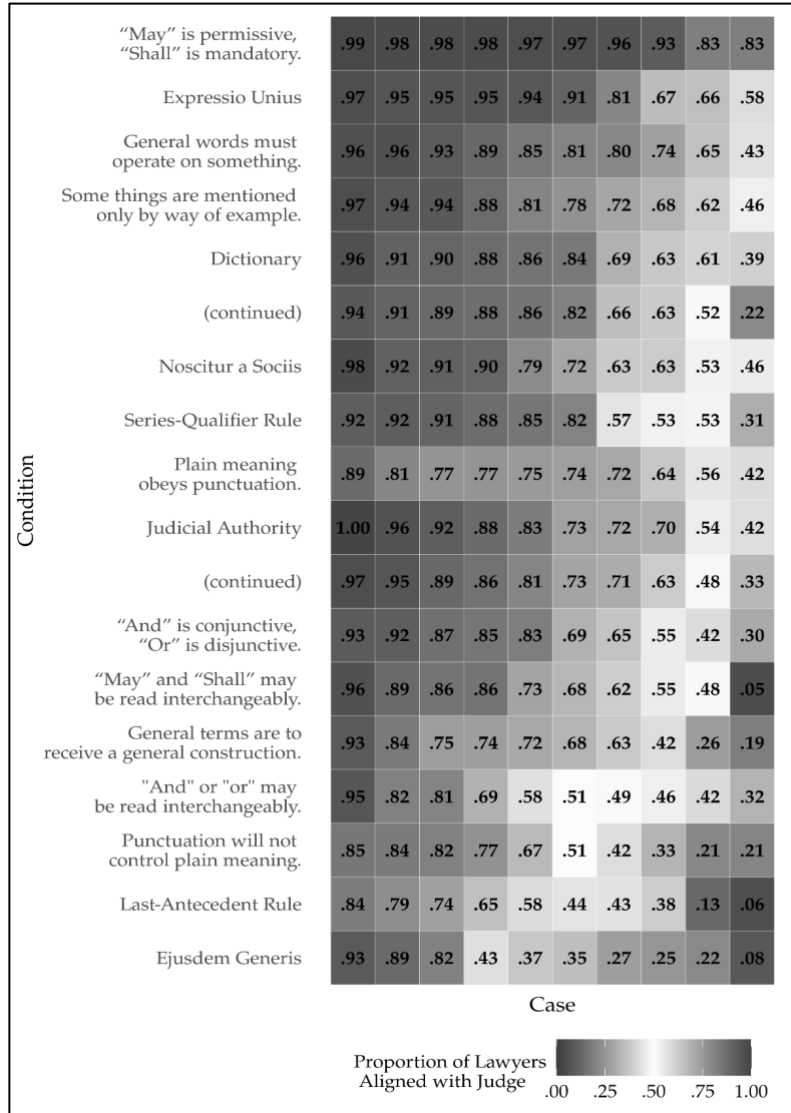 “May” is permissive,
“Shall” is mandatory.
.99 .98 .98 .98 .97 .97 .96 .93 .83 .83
Expressio Unius
.97 .95 .95 .95 .94 .91 .81 .67 .66 .58
General words must
operate on something.
.96 .96 .93 .89 .85 .81 .80 .74 .65 .43
Some things are mentioned
only by way of example.
.97 .94 .94 .88 .81 .78 .72 .68 .62 .46
Dictionary
.96 .91 .90 .88 .86 .84 .69 .63 .61 .39
(continued)
.94 .91 .89 .88 .86 .82 .66 .63 .52 .22
Noscitur a Sociis
.98 .92 .91 .90 .79 .72 .63 .63 .53 .46
Series-Qualifier Rule
.92 .92 .91 .88 .85 .82 .57 .53 .53 .31
Plain meaning
obeys punctuation.
.89 .81 .77 .77 .75 .74 .72 .64 .56 .42
Condition
Judicial Authority
1.00 .96 .92 .88 .83 .73 .72 .70 .54 .42
(continued)
.97 .95 .89 .86 .81 .73 .71 .63 .48 .33
“And” is conjunctive,
“Or” is disjunctive.
.93 .92 .87 .85 .83 .69 .65 .55 .42 .30
“May” and “Shall” may
be read interchangeably.
.96 .89 .86 .86 .73 .68 .62 .55 .48 .05
General terms are to
receive a general construction.
.93 .84 .75 .74 .72 .68 .63 .42 .26 .19
"And" or "or" may
be read interchangeably.
.95 .82 .81 .69 .58 .51 .49 .46 .42 .32
Punctuation will not
control plain meaning.
.85 .84 .82 .77 .67 .51 .42 .33 .21 .21
Last-Antecedent Rule
.84 .79 .74 .65 .58 .44 .43 .38 .13 .06
Ejusdem Generis
.93 .89 .82 .43 .37 .35 .27 .25 .22 .08
Case
Proportion of Lawyers
Aligned with Judge
.00 .25 .50 .75 1.00